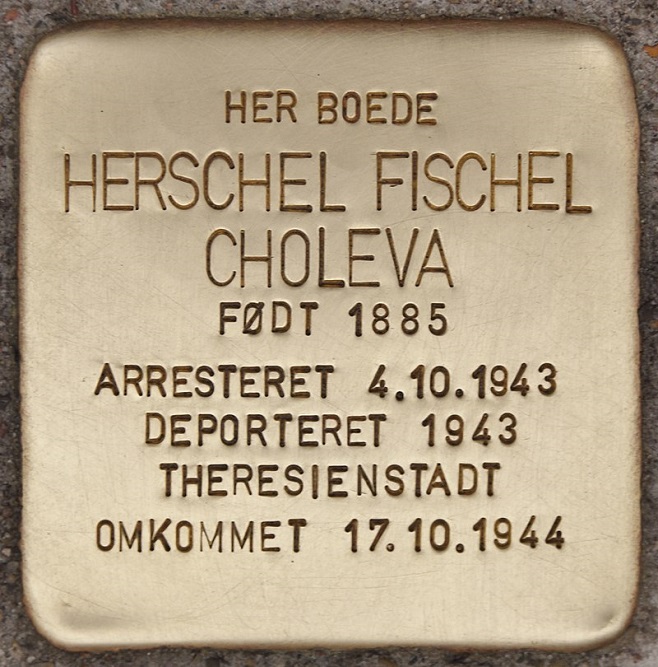 HER BOEDE
HERSCHEL FISCHEL
CHOLEVA
FØDT 1885
ARRESTERET 4.10.1943
DEPORTERET 1943
THERESIENSTADT
OMKOMMET 17.10.1944